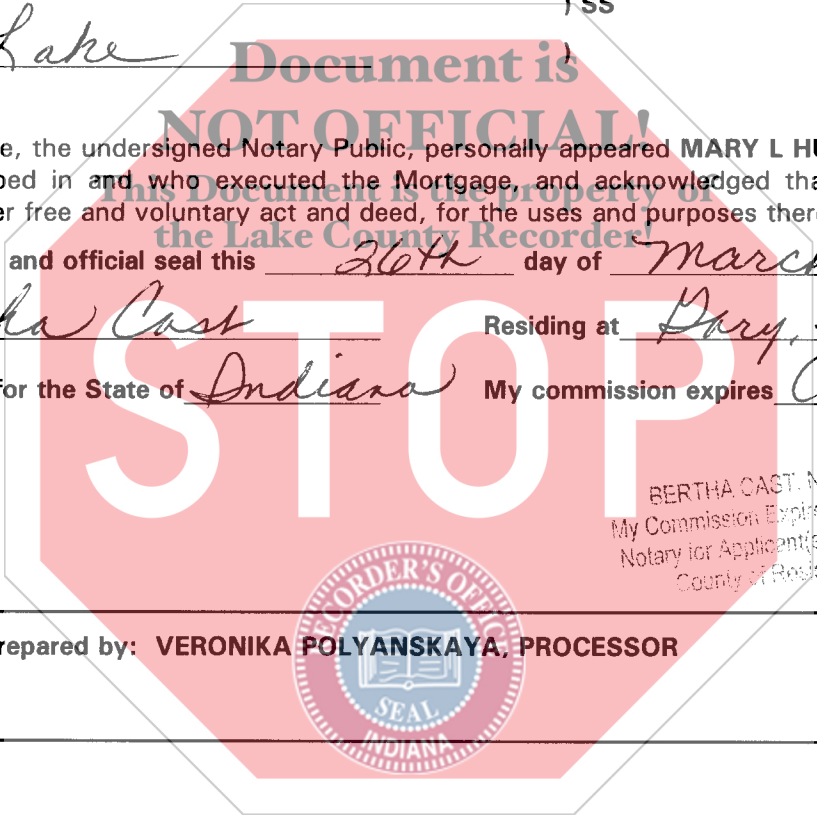 ) SS
Lake )
Document is
NOT OFFICIAL!
e, the undersigned Notary Public, personally appeared MARY L HU
bed in and who executed the Mortgage, and acknowledged tha
This Document is the property of
er free and voluntary act and deed, for the uses and purposes there
the Lake County Recorder!
and official seal this 26th day of March
ha Cast Residing at Gary,
STOP
for the State of Indiana My commission expires
BERTHA CAST, N
My Commission Expire
Notary for Applicant(s
County of Resi
RECORDER'S OFFIC
repared by: VERONIKA POLYANSKAYA, PROCESSOR
SEAL
INDIANA